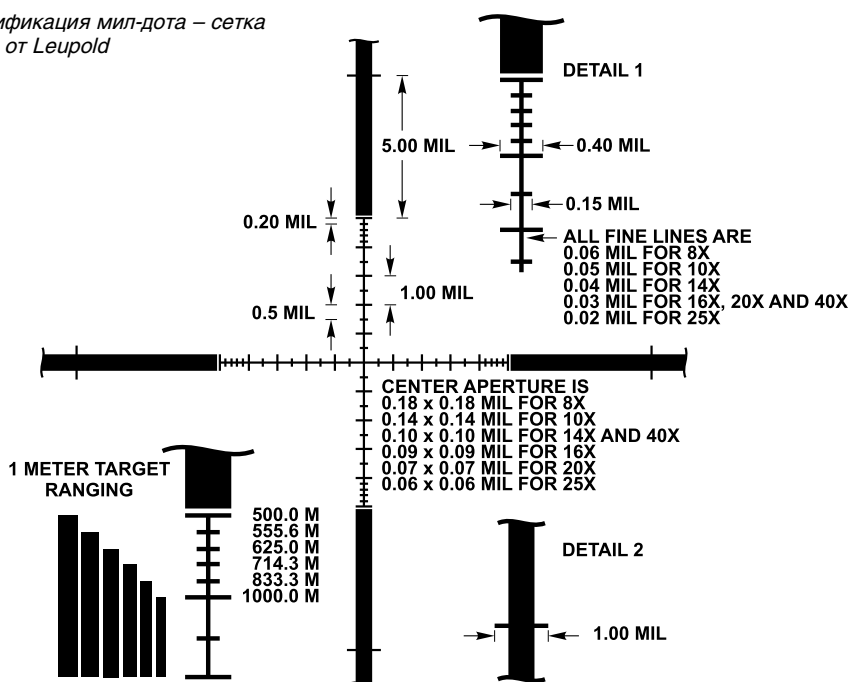 ификация мил-дота – сетка
от Leupold
DETAIL 1
5.00 MIL
0.40 MIL
0.15 MIL
0.20 MIL
ALL FINE LINES ARE
0.06 MIL FOR 8X
0.05 MIL FOR 10X
0.04 MIL FOR 14X
0.03 MIL FOR 16X, 20X AND 40X
0.02 MIL FOR 25X
1.00 MIL
0.5 MIL
CENTER APERTURE IS
0.18 x 0.18 MIL FOR 8X
0.14 x 0.14 MIL FOR 10X
0.10 x 0.10 MIL FOR 14X AND 40X
0.09 x 0.09 MIL FOR 16X
0.07 x 0.07 MIL FOR 20X
0.06 x 0.06 MIL FOR 25X
1 METER TARGET
RANGING
500.0 M
555.6 M
625.0 M
714.3 M
833.3 M
1000.0 M
DETAIL 2
1.00 MIL